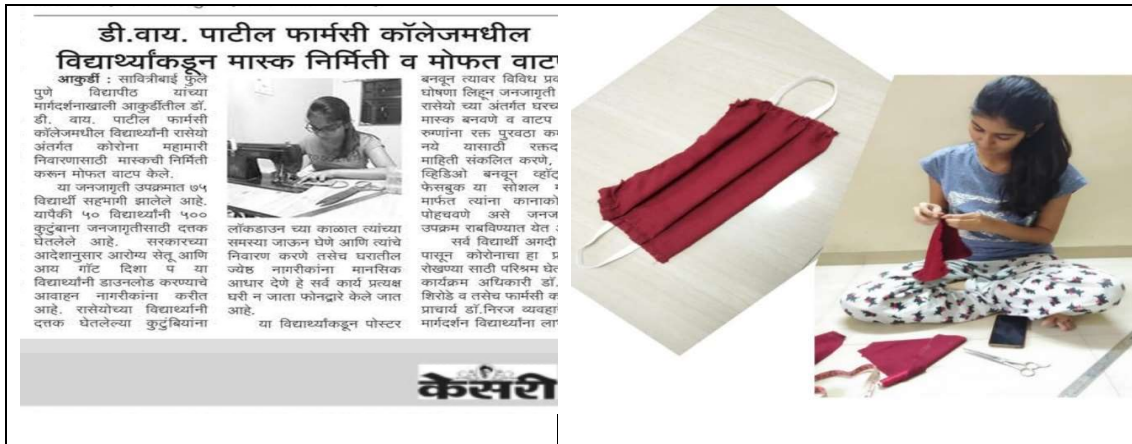 डी.वाय. पाटील फार्मसी कॉलेजमधील
विद्यार्थ्यांकडून मास्क निर्मिती व मोफत वाटप
आकुर्डी : सावित्रीबाई फुले
पुणे विद्यापीठ यांच्या
मार्गदर्शनाखाली आकुर्डीतील डॉ.
डी. वाय. पाटील फार्मसी
कॉलेजमधील विद्यार्थ्यांनी रासेयो
अंतर्गत कोरोना महामारी
निवारणासाठी मास्कची निर्मिती
करून मोफत वाटप केले.
या जनजागृती उपक्रमात ७५
विद्यार्थी सहभागी झालेले आहे.
यापैकी ५० विद्यार्थ्यांनी ५००
कुटुंबाना जनजागृतीसाठी दत्तक
घेतलेले आहे. सरकारच्या
आदेशानुसार आरोग्य सेतू आणि
आय गॉट दिशा प या
विद्यार्थ्यांनी डाउनलोड करण्याचे
आवाहन नागरीकांना करीत
आहे. रासेयोच्या विद्यार्थ्यांनी
दत्तक घेतलेल्या कुटुंबियांना
लॉकडाउन च्या काळात त्यांच्या
समस्या जाऊन घेणे आणि त्यांचे
निवारण करणे तसेच घरातील
ज्येष्ठ नागरीकांना मानसिक
आधार देणे हे सर्व कार्य प्रत्यक्ष
घरी न जाता फोनद्वारे केले जात
आहे.
या विद्यार्थ्यांकडून पोस्टर
बनवून त्यावर विविध
घोषणा लिहून जनजागृती
रासेयो च्या अंतर्गत
मास्क बनवणे व वाटप
रुग्णांना रक्त पुरवठा
नये यासाठी
माहिती संकलित करणे,
व्हिडिओ बनवून
फेसबुक या सोशल
मार्फत त्यांना
पोहचवणे असे
उपक्रम राबविण्यात येत
सर्व विद्यार्थी अगदी
पासून कोरोनाचा हा
रोखण्या साठी परिश्रम
कार्यक्रम अधिकारी डॉ.
शिरोडे व तसेच फार्मसी
प्राचार्य डॉ.निरज
मार्गदर्शन विद्यार्थ्यांना
केसरी